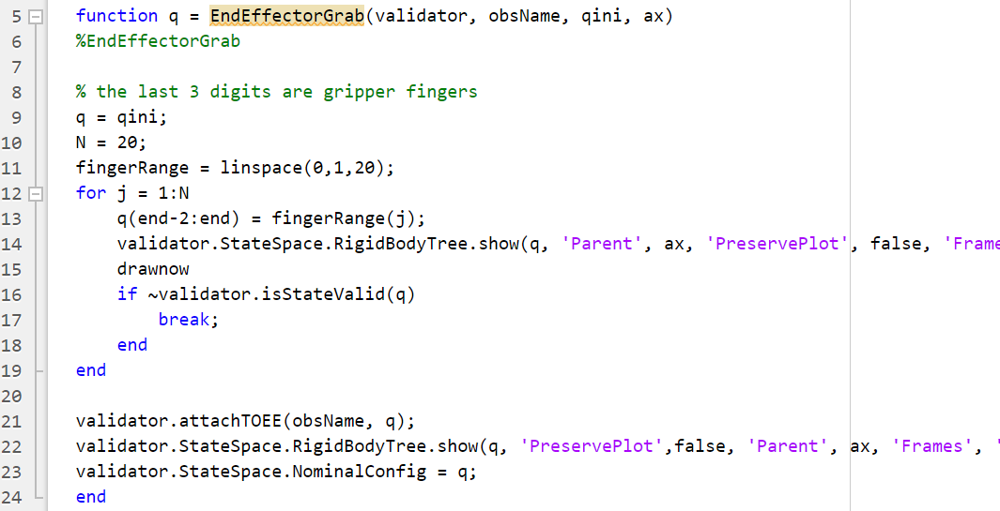 5 function q = EndEffectorGrab(validator, obsName, qini, ax)
6 %EndEffectorGrab
7
8 % the last 3 digits are gripper fingers
9 q = qini;
10 N = 20;
11 fingerRange = linspace(0,1,20);
12 for j = 1:N
13 q(end-2:end) = fingerRange(j);
14 validator.StateSpace.RigidBodyTree.show(q, 'Parent', ax, 'PreservePlot', false, 'Frame
15 drawnow
16 if ~validator.isStateValid(q)
17 break;
18 end
19 end
20
21 validator.attachTOEE(obsName, q);
22 validator.StateSpace.RigidBodyTree.show(q, 'PreservePlot',false, 'Parent', ax, 'Frames', '
23 validator.StateSpace.NominalConfig = q;
24 end